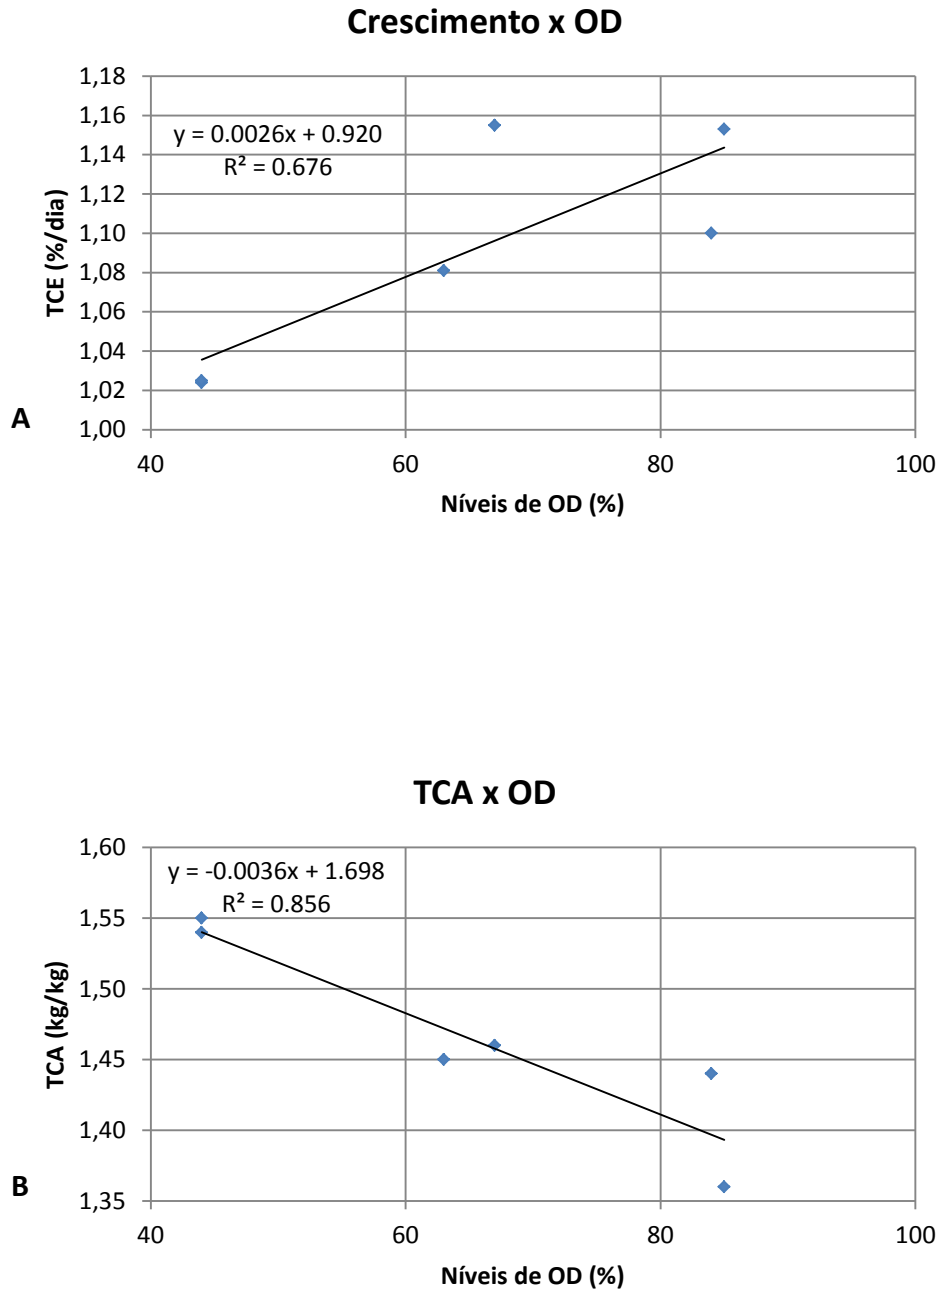 Crescimento x OD
1,18
1,16
1,14
1,12
1,10
1,08
1,06
1,04
1,02
1,00
y = 0.0026x + 0.920
R² = 0.676
TCE (%/dia)
A
40
60
80
100
Níveis de OD (%)
TCA x OD
1,60
1,55
1,50
1,45
1,40
1,35
y = -0.0036x + 1.698
R² = 0.856
TCA (kg/kg)
B
40
60
80
100
Níveis de OD (%)